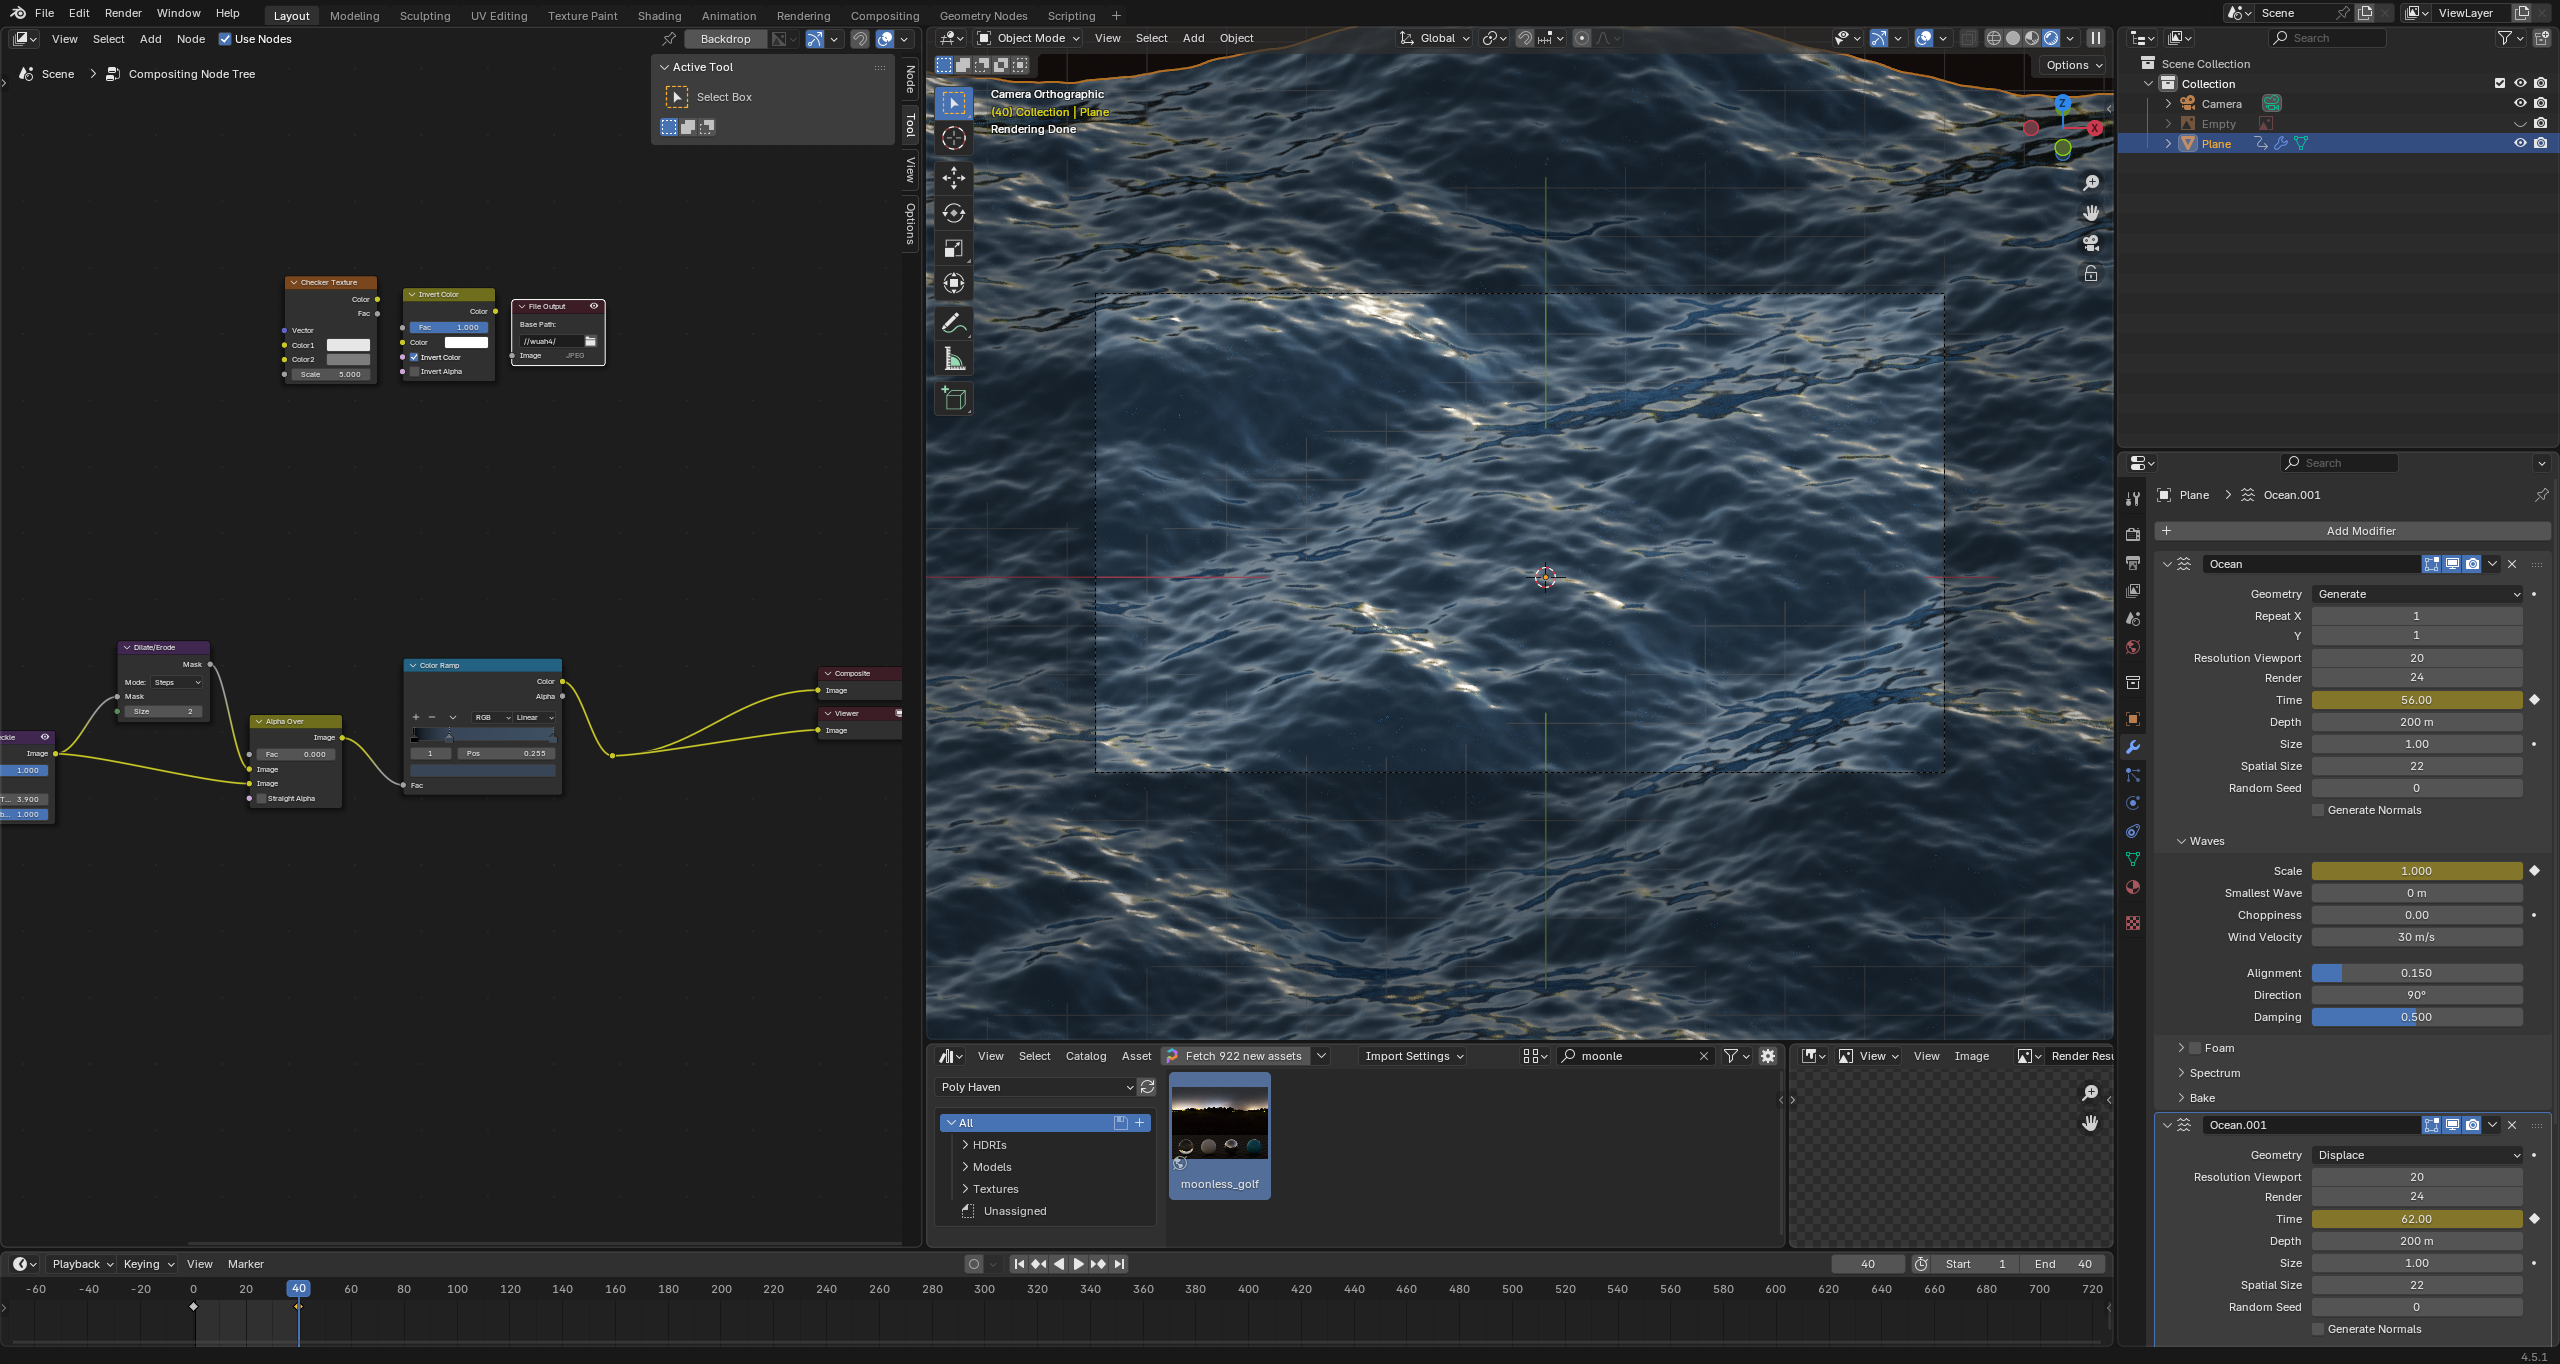 File Edit Render Window Help Layout Modeling Sculpting UV Editing Texture Paint Shading Animation Rendering Compositing Geometry Nodes Scripting + Scene ViewLayer
View Select Add Node Use Nodes Backdrop
Scene > Compositing Node Tree
Active Tool
Select Box
Node
Tool
View
Options
Checker Texture
Color
Fac
Vector
Color1
Color2
Scale 5.000
Invert Color
Color
Fac 1.000
Color
Invert Color
Invert Alpha
File Output
Base Path:
//wuah4/
Image JPEG
Dilate/Erode
Mask
Mode: Steps
Mask
Size 2
ckle
Image
1.000
T... 3.900
b... 1.000
Alpha Over
Image
Fac 0.000
Image
Image
Straight Alpha
Color Ramp
Color
Alpha
RGB Linear
1 Pos 0.255
Fac
Composite
Image
Viewer
Image
Object Mode View Select Add Object Global
Options
Camera Orthographic
(40) Collection | Plane
Rendering Done
Z
X
Search
Scene Collection
Collection
Camera
Empty
Plane
Search
Plane > Ocean.001
Add Modifier
Ocean
Geometry Generate
Repeat X 1
Y 1
Resolution Viewport 20
Render 24
Time 56.00
Depth 200 m
Size 1.00
Spatial Size 22
Random Seed 0
Generate Normals
Waves
Scale 1.000
Smallest Wave 0 m
Choppiness 0.00
Wind Velocity 30 m/s
Alignment 0.150
Direction 90°
Damping 0.500
Foam
Spectrum
Bake
Ocean.001
Geometry Displace
Resolution Viewport 20
Render 24
Time 62.00
Depth 200 m
Size 1.00
Spatial Size 22
Random Seed 0
Generate Normals
View Select Catalog Asset Fetch 922 new assets Import Settings moonle
Poly Haven
All
HDRIs
Models
Textures
Unassigned
moonless_golf
View View Image Render Resu
Playback Keying View Marker 40 Start 1 End 40
-60 -40 -20 0 40 60 80 100 120 140 160 180 200 220 240 260 280 300 320 340 360 380 400 420 440 460 480 500 520 540 560 580 600 620 640 660 680 700 720
4.5.1